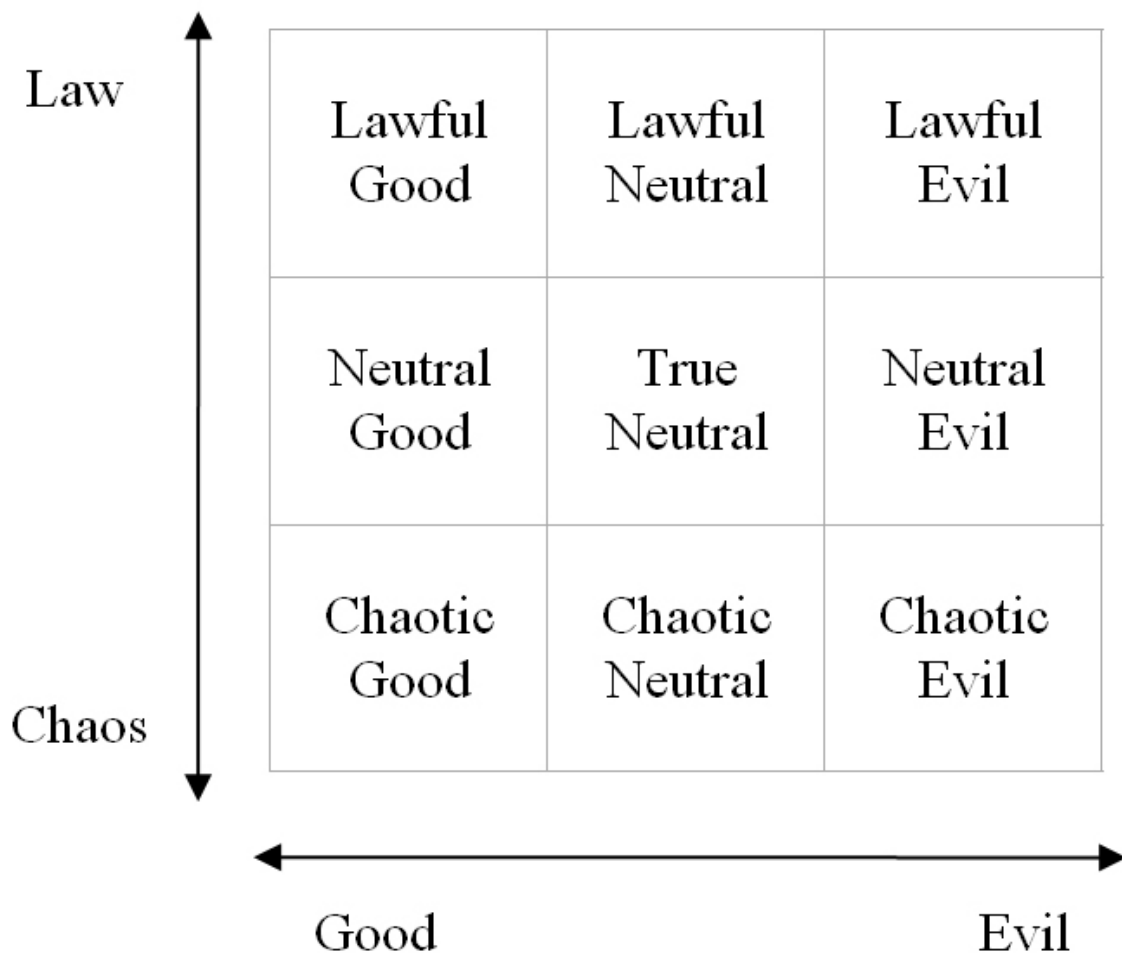 Law
Lawful
Good
Lawful
Neutral
Lawful
Evil
Neutral
Good
True
Neutral
Neutral
Evil
Chaotic
Good
Chaotic
Neutral
Chaotic
Evil
Chaos
Good
Evil